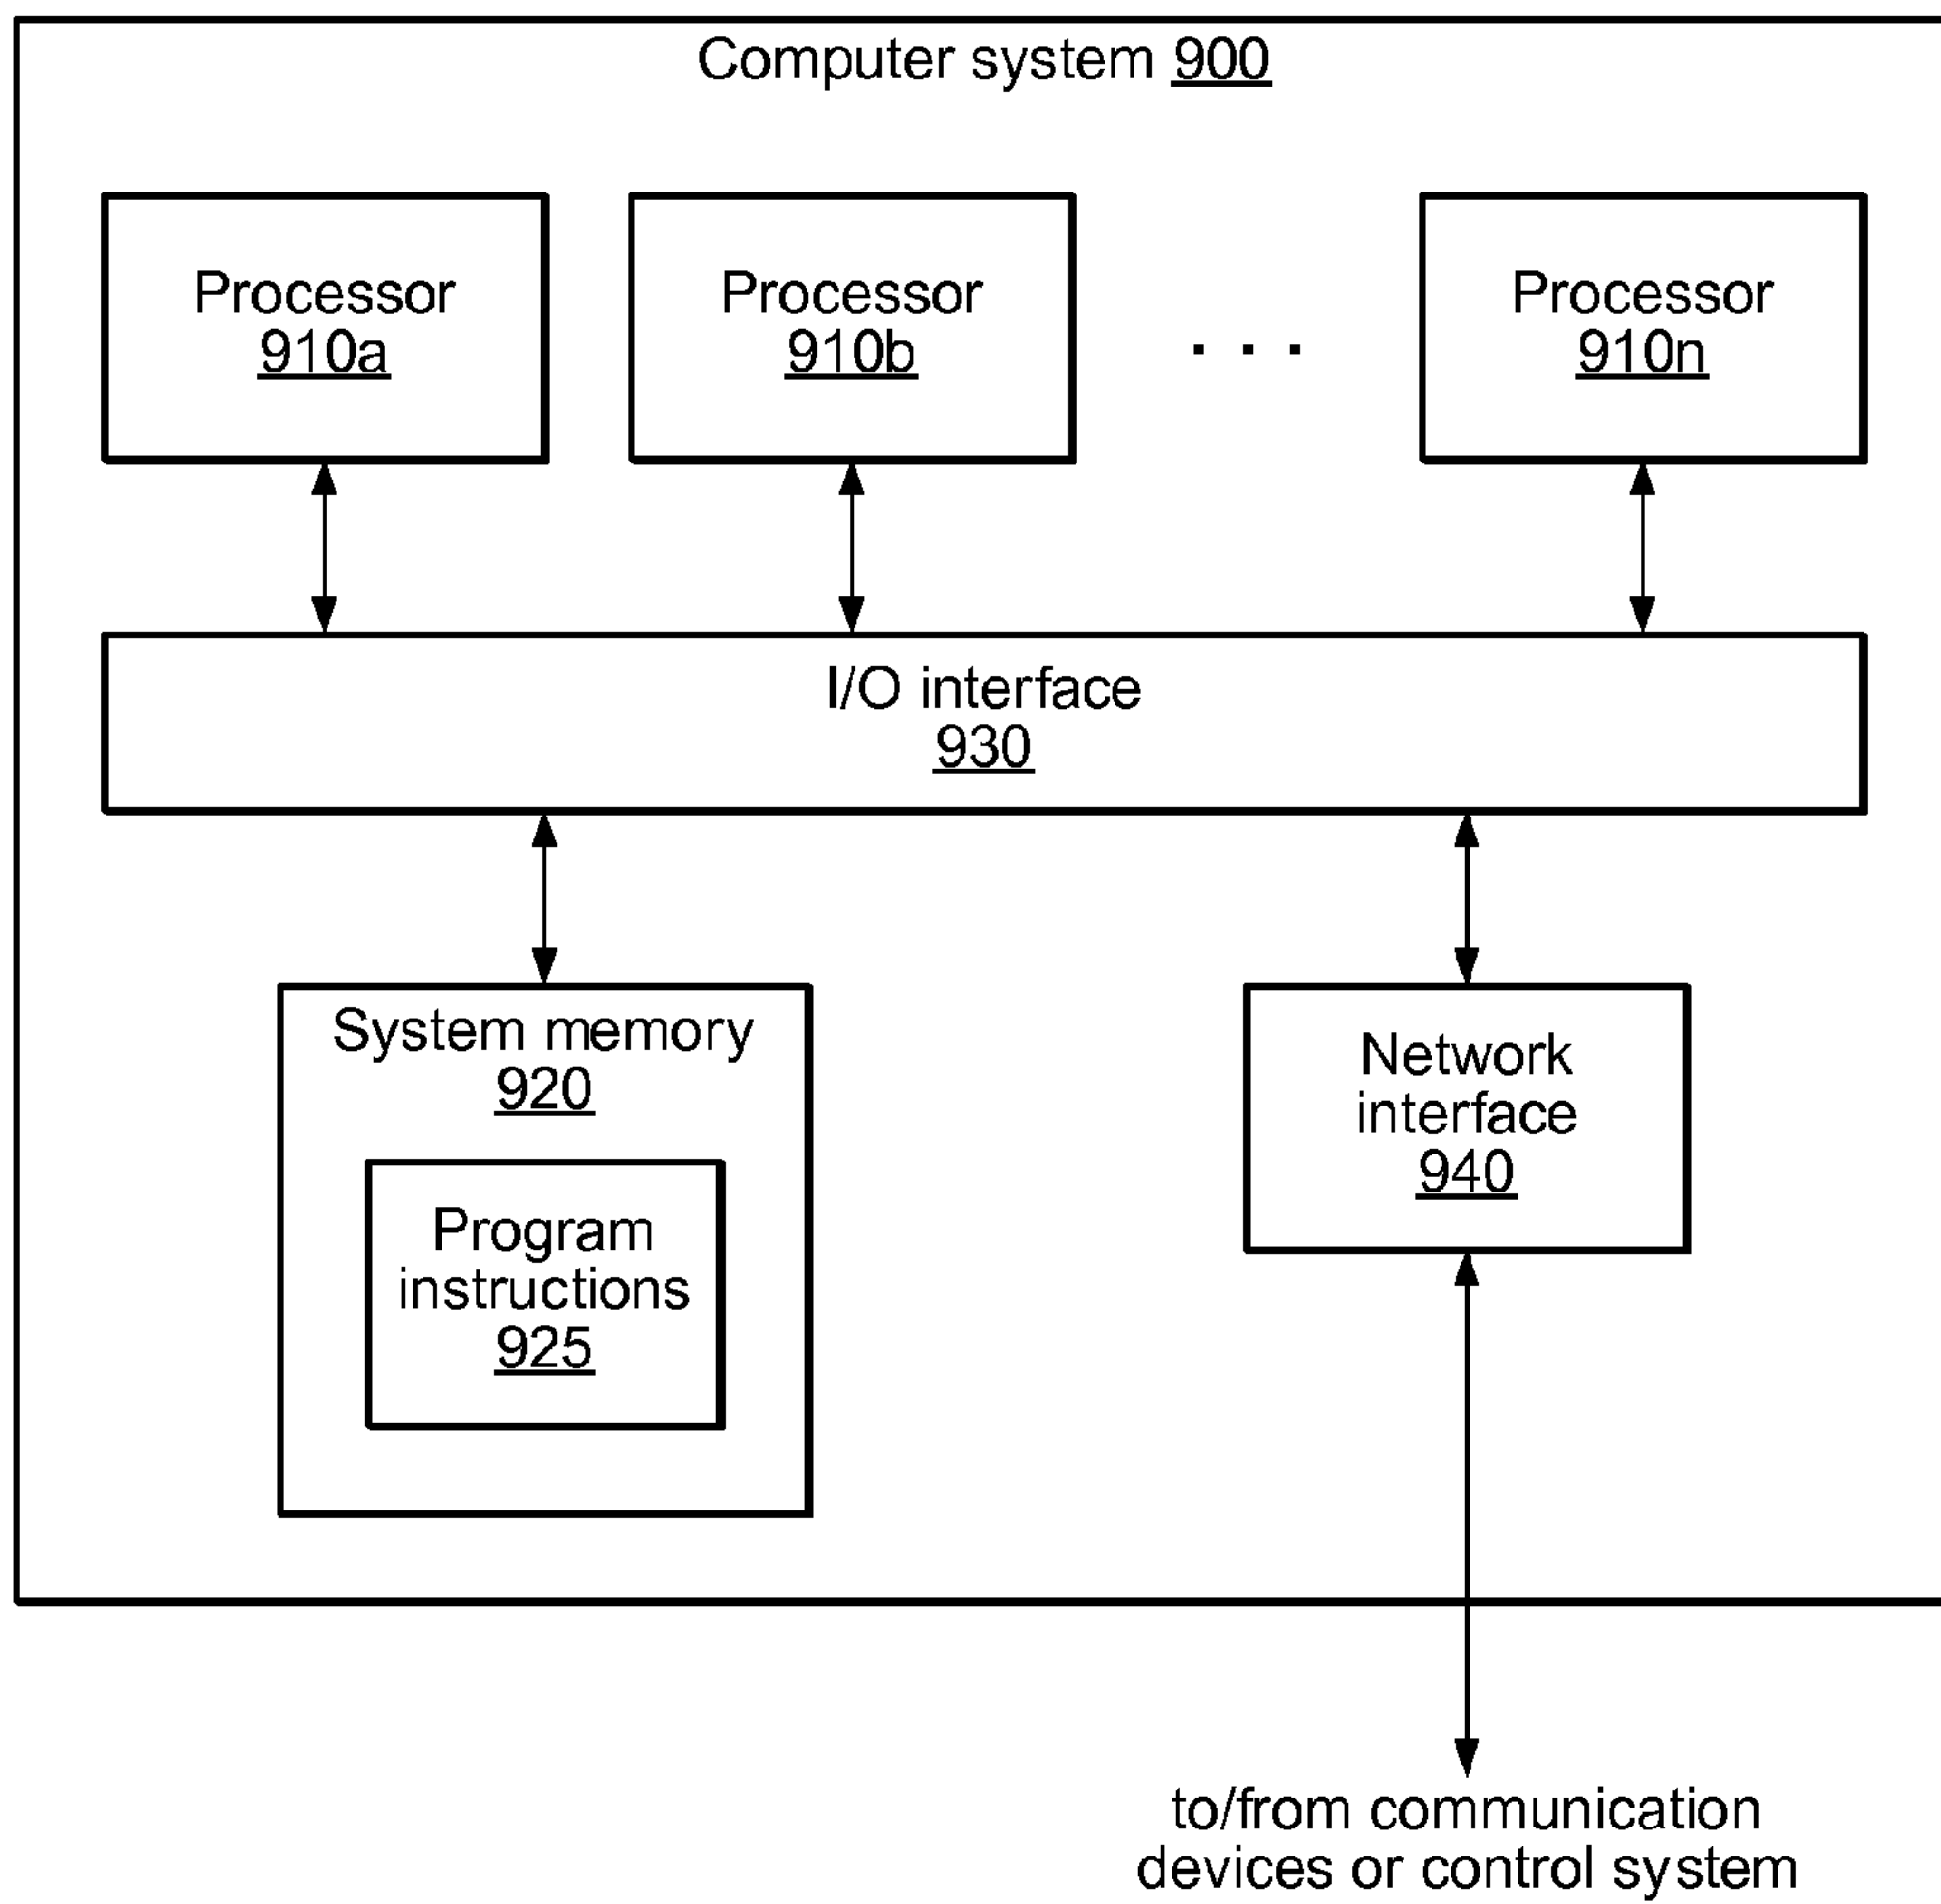 Computer system 900
Processor
910a
Processor
910b
. . .
Processor
910n
I/O interface
930
System memory
920
Program
instructions
925
Network
interface
940
to/from communication
devices or control system